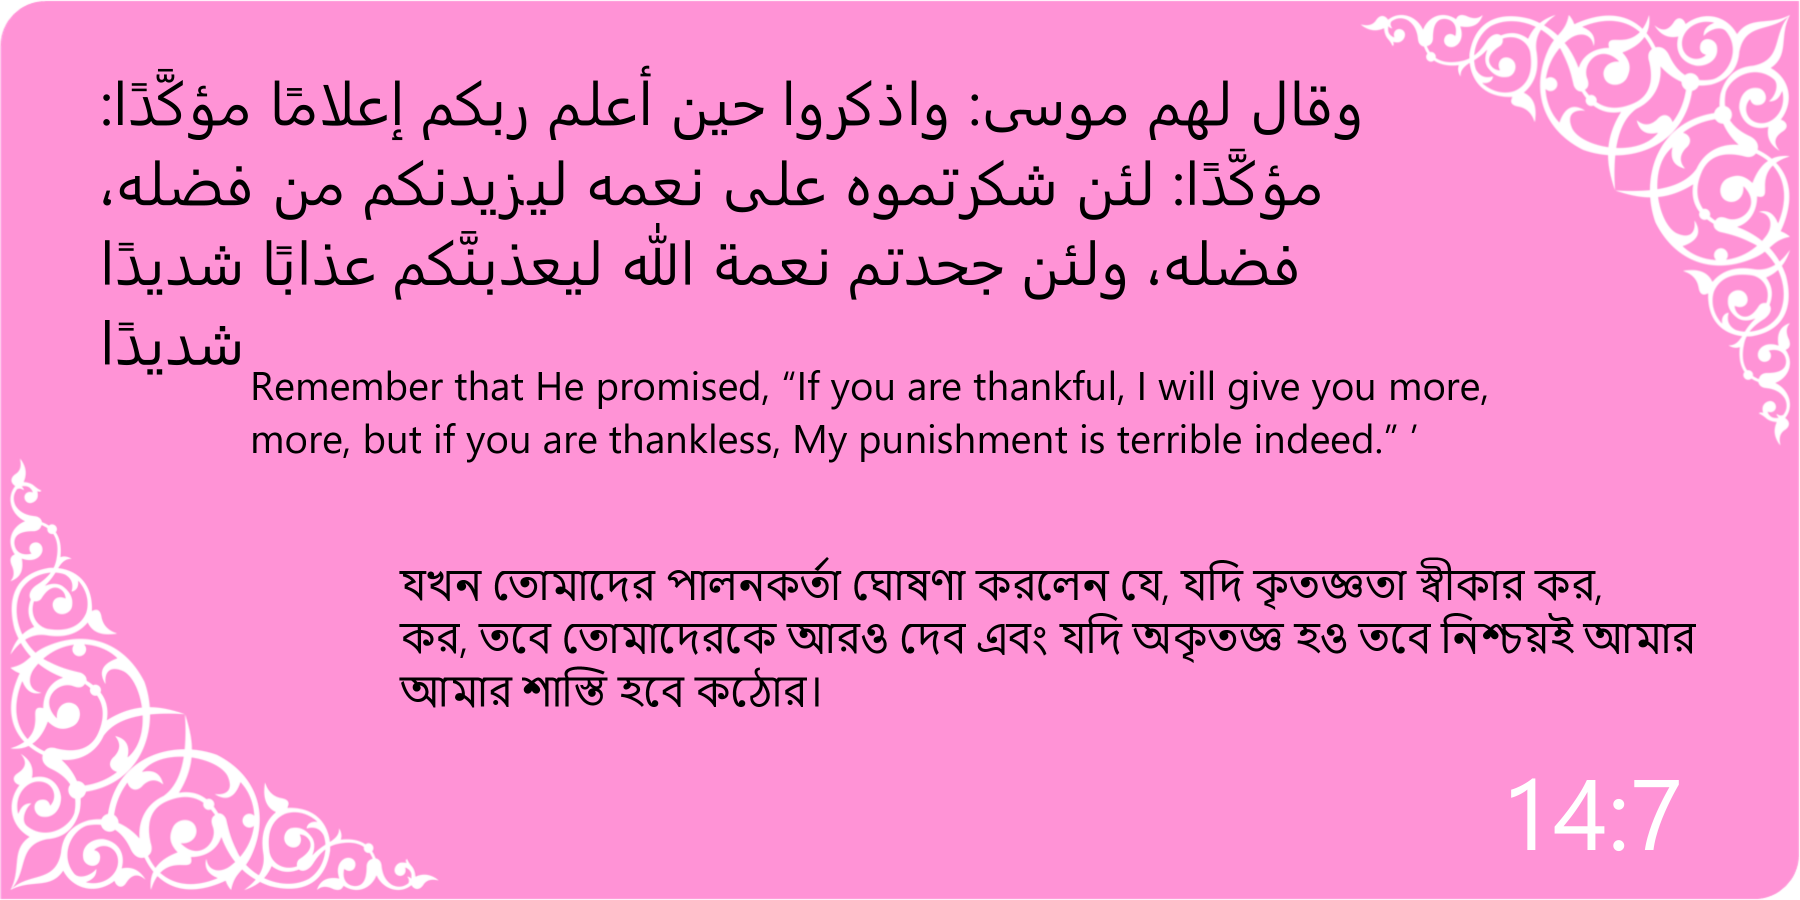 وقال لهم موسى: واذكروا حين أعلم ربكم إعلامًا مؤكَّدًا:
مؤكَّدًا: لئن شكرتموه على نعمه ليزيدنكم من فضله،
فضله، ولئن جحدتم نعمة الله ليعذبنَّكم عذابًا شديدًا
شديدًا
Remember that He promised, “If you are thankful, I will give you more,
more, but if you are thankless, My punishment is terrible indeed.” ’
যখন তোমাদের পালনকর্তা ঘোষণা করলেন যে, যদি কৃতজ্ঞতা স্বীকার কর,
কর, তবে তোমাদেরকে আরও দেব এবং যদি অকৃতজ্ঞ হও তবে নিশ্চয়ই আমার
আমার শাস্তি হবে কঠোর।
14:7